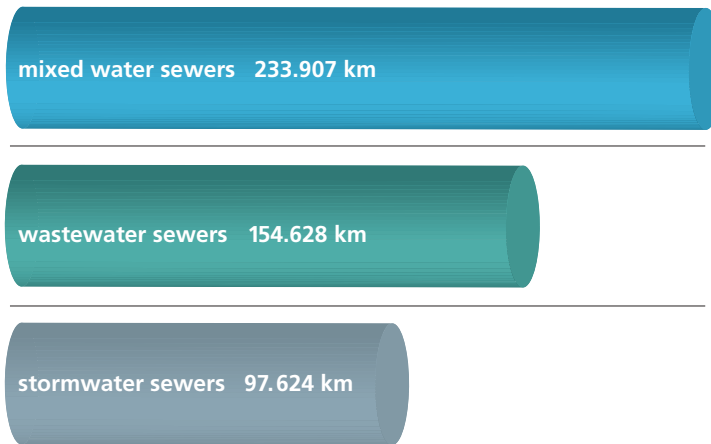 mixed water sewers 233.907 km
wastewater sewers 154.628 km
stormwater sewers 97.624 km